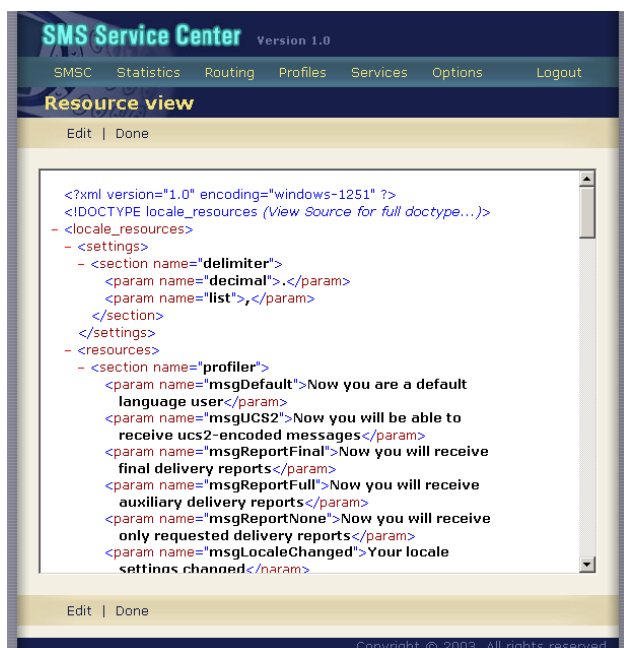 SMS Service Center Version 1.0
SMSC Statistics Routing Profiles Services Options Logout
Resource view
Edit | Done
<?xml version="1.0" encoding="windows-1251" ?>
<!DOCTYPE locale_resources (View Source for full doctype...)>
- <locale_resources>
- <settings>
- <section name="delimiter">
<param name="decimal">.</param>
<param name="list">,</param>
</section>
</settings>
- <resources>
- <section name="profiler">
<param name="msgDefault">Now you are a default
language user</param>
<param name="msgUCS2">Now you will be able to
receive ucs2-encoded messages</param>
<param name="msgReportFinal">Now you will receive
final delivery reports</param>
<param name="msgReportFull">Now you will receive
auxiliary delivery reports</param>
<param name="msgReportNone">Now you will receive
only requested delivery reports</param>
<param name="msgLocaleChanged">Your locale
settings changed</param>
Edit | Done
Copyright © 2003. All rights reserved